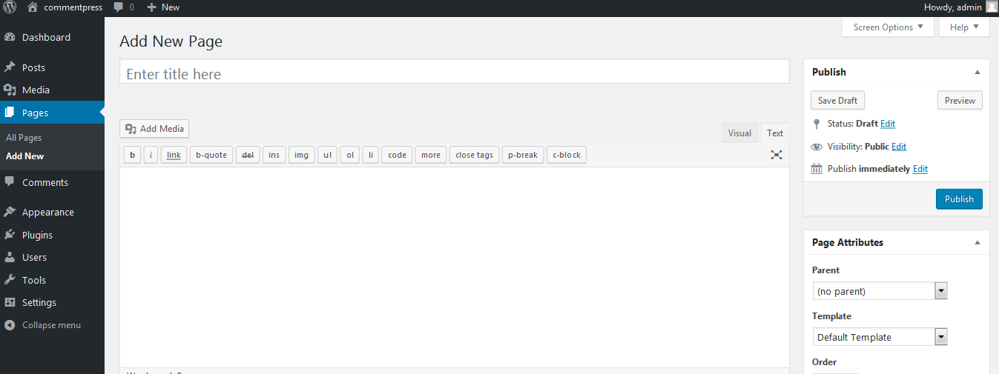 commentpress 0 New Howdy, admin
Screen Options Help
Dashboard
Posts
Media
Pages
All Pages
Add New
Comments
Appearance
Plugins
Users
Tools
Settings
Collapse menu
Add New Page
Enter title here
Add Media Visual Text
b i link b-quote del ins img ul ol li code more close tags p-break c-block
Publish
Save Draft Preview
Status: Draft Edit
Visibility: Public Edit
Publish immediately Edit
Publish
Page Attributes
Parent
(no parent)
Template
Default Template
Order